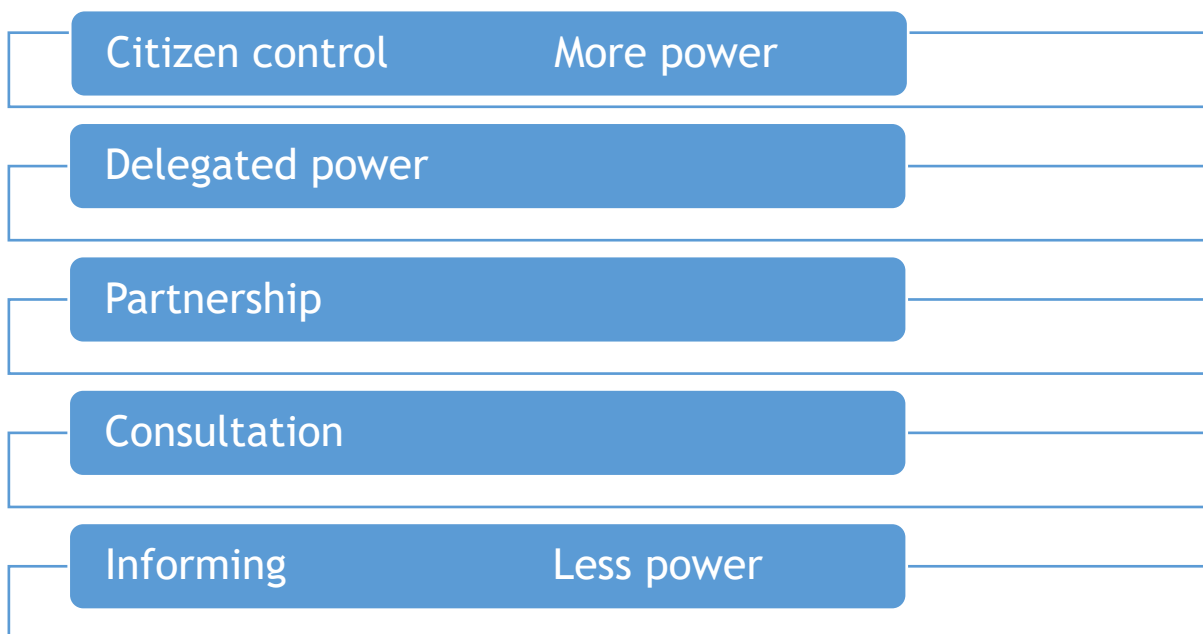 Citizen control More power
Delegated power
Partnership
Consultation
Informing Less power